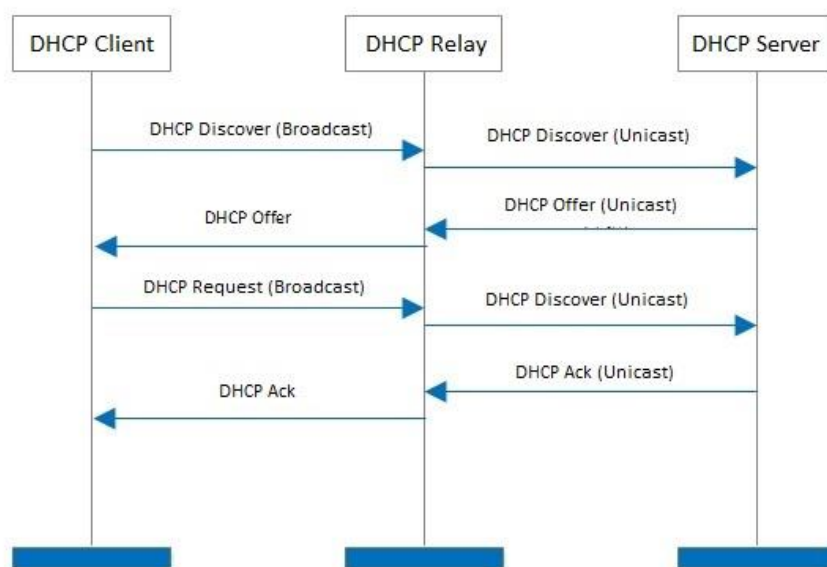 DHCP Client
DHCP Relay
DHCP Server
DHCP Discover (Broadcast)
DHCP Discover (Unicast)
DHCP Offer (Unicast)
DHCP Offer
DHCP Request (Broadcast)
DHCP Discover (Unicast)
DHCP Ack (Unicast)
DHCP Ack